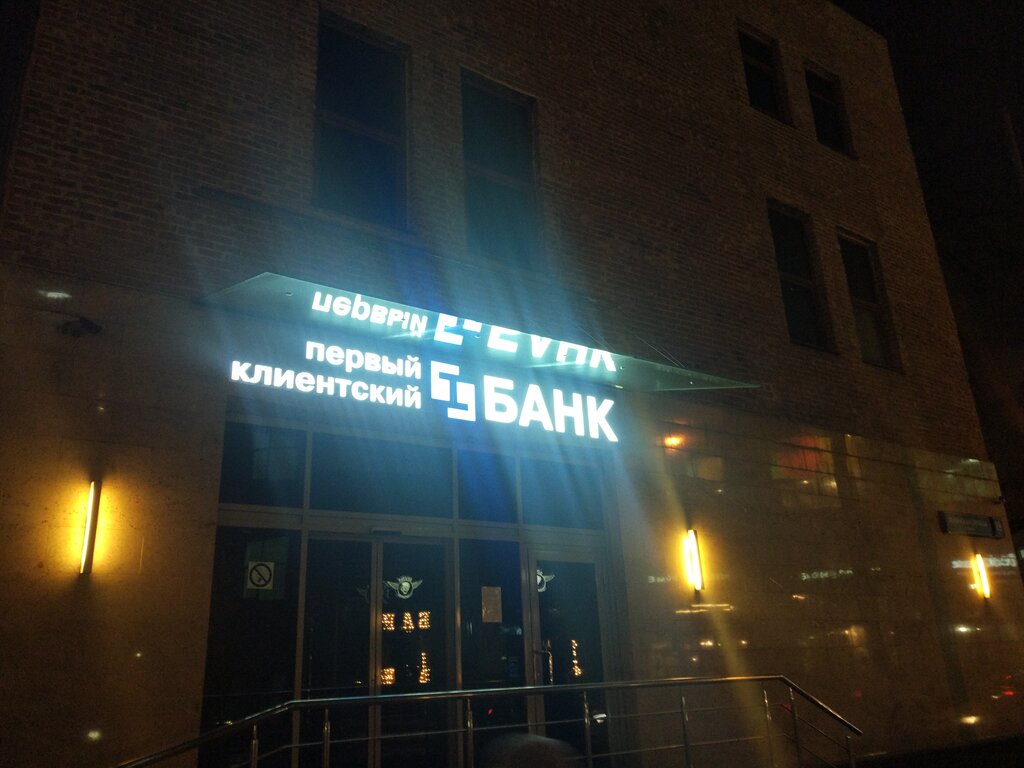 первый
клиентский
БАНК